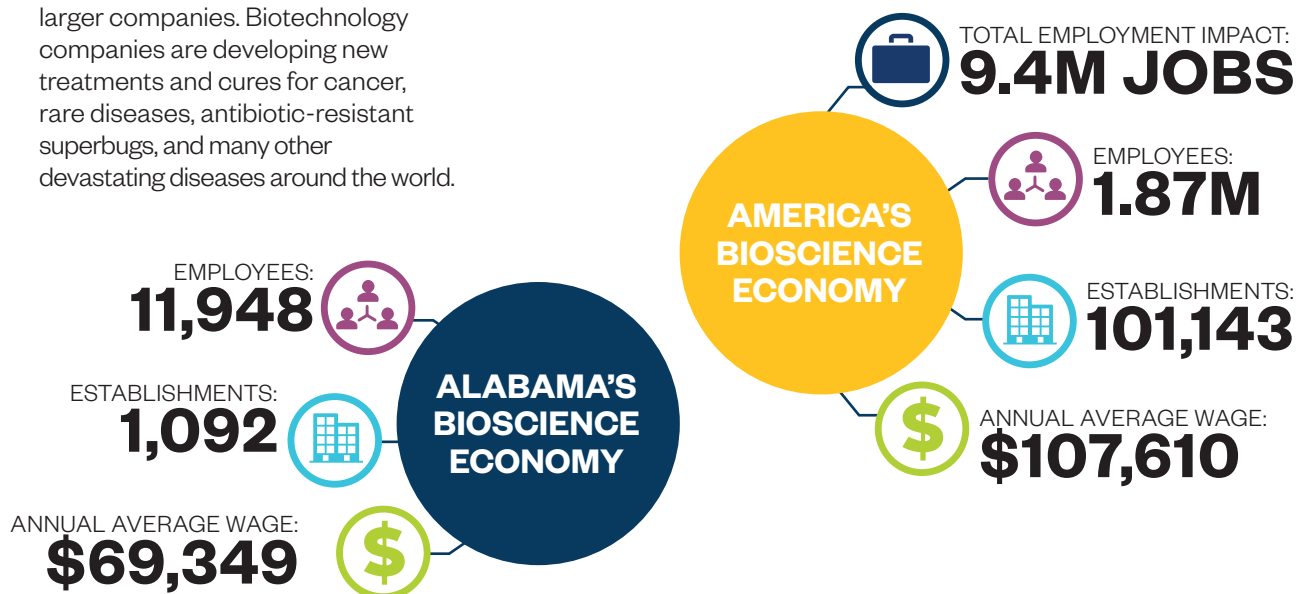 larger companies. Biotechnology
companies are developing new
treatments and cures for cancer,
rare diseases, antibiotic-resistant
superbugs, and many other
devastating diseases around the world.
TOTAL EMPLOYMENT IMPACT:
9.4M JOBS
EMPLOYEES:
1.87M
AMERICA'S
BIOSCIENCE
ECONOMY
ESTABLISHMENTS:
101,143
ANNUAL AVERAGE WAGE:
$107,610
EMPLOYEES:
11,948
ESTABLISHMENTS:
1,092
ALABAMA'S
BIOSCIENCE
ECONOMY
ANNUAL AVERAGE WAGE:
$69,349
$
$